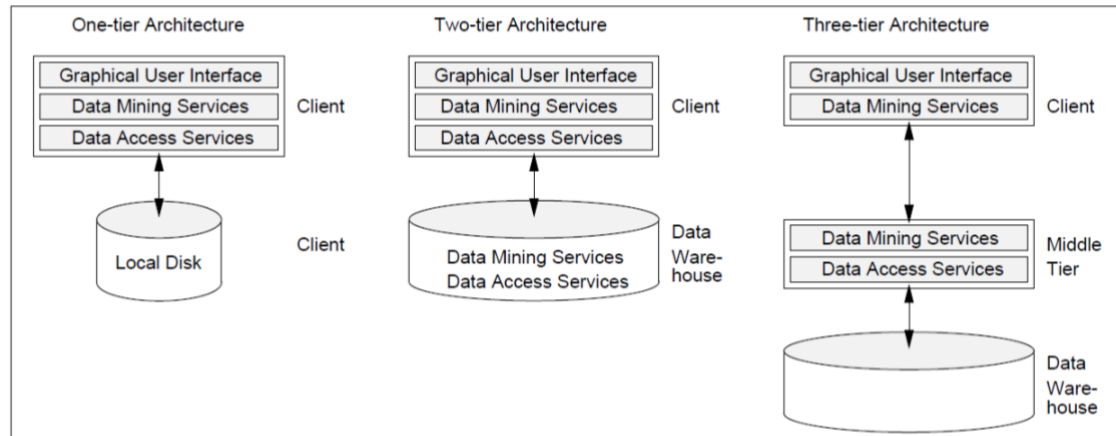 One-tier Architecture
Graphical User Interface
Data Mining Services
Data Access Services
Client
Local Disk
Client
Two-tier Architecture
Graphical User Interface
Data Mining Services
Data Access Services
Client
Data Mining Services
Data Access Services
Data
Ware-
house
Three-tier Architecture
Graphical User Interface
Data Mining Services
Client
Data Mining Services
Data Access Services
Middle
Tier
Data
Ware-
house